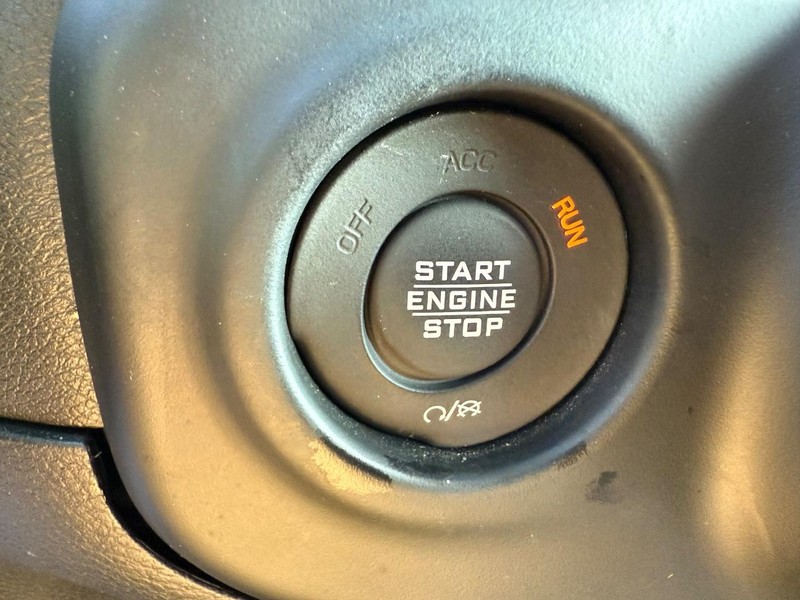 ACC
OFF
RUN
START
ENGINE
STOP